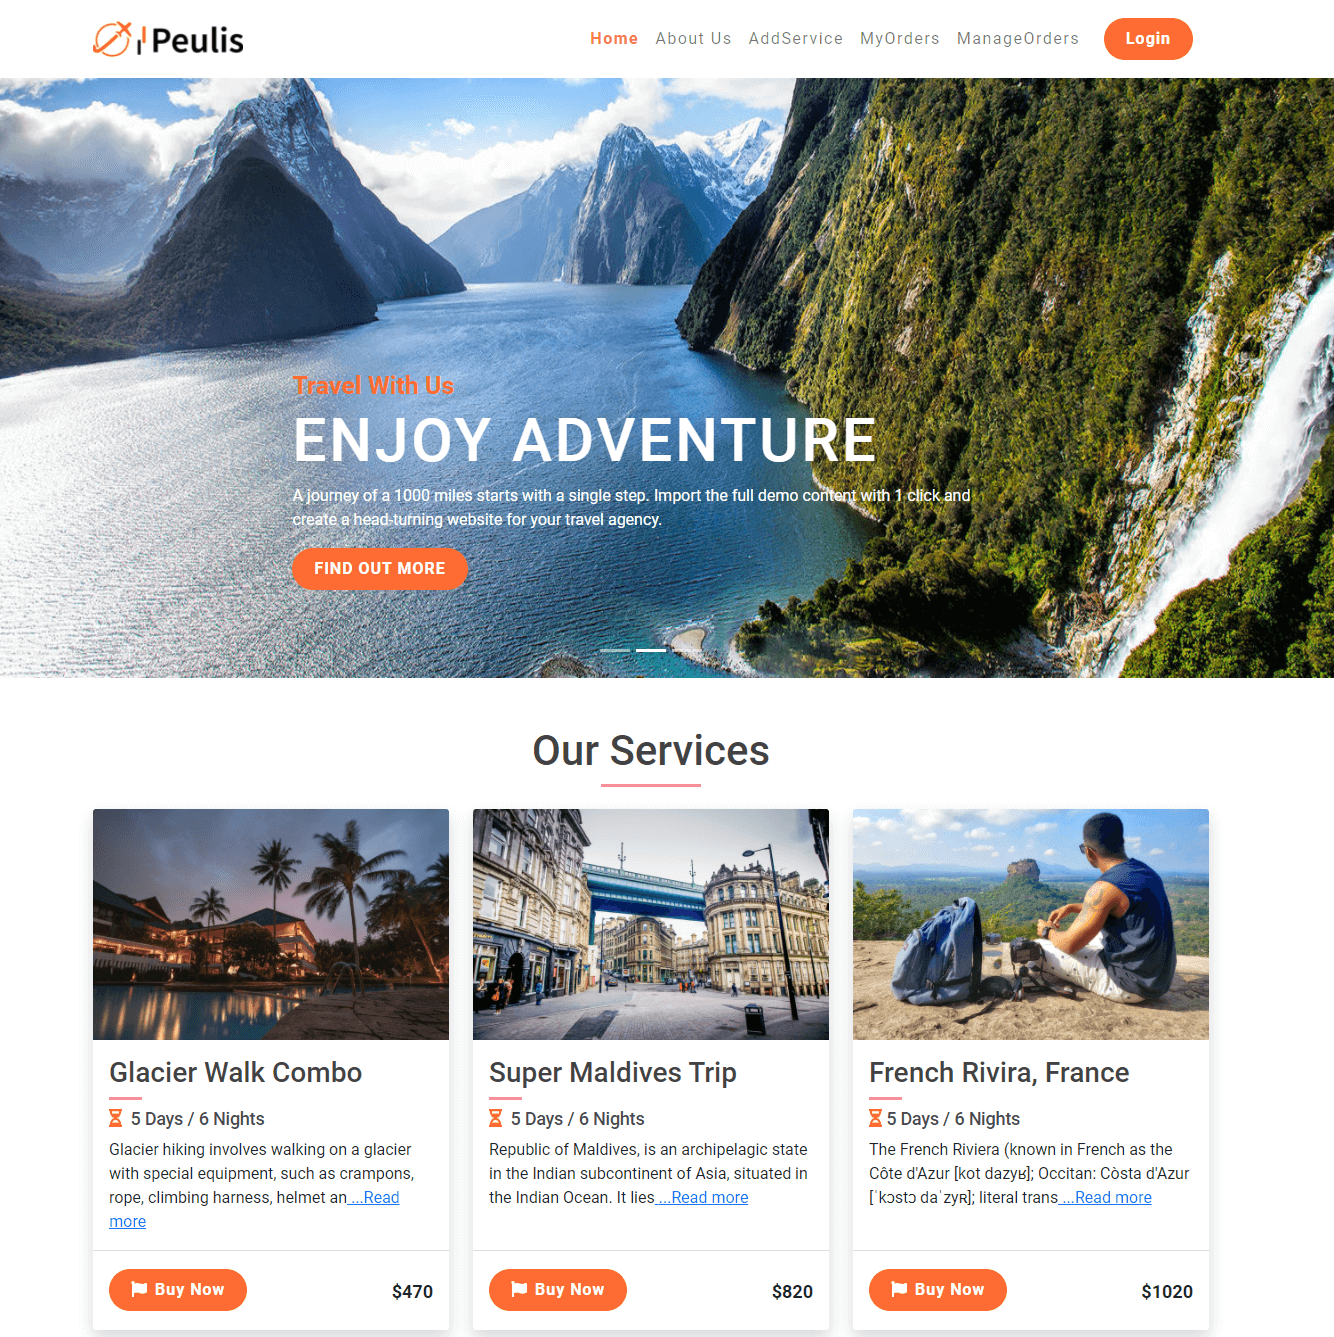 Peulis
Home About Us AddService MyOrders ManageOrders Login
Travel With Us
ENJOY ADVENTURE
A journey of a 1000 miles starts with a single step. Import the full demo content with 1 click and
create a head-turning website for your travel agency.
FIND OUT MORE
Our Services
Glacier Walk Combo
5 Days / 6 Nights
Glacier hiking involves walking on a glacier
with special equipment, such as crampons,
rope, climbing harness, helmet an ...Read
more
Buy Now $470
Super Maldives Trip
5 Days / 6 Nights
Republic of Maldives, is an archipelagic state
in the Indian subcontinent of Asia, situated in
the Indian Ocean. It lies ...Read more
Buy Now $820
French Rivira, France
5 Days / 6 Nights
The French Riviera (known in French as the
Côte d'Azur [kot dazyʁ]; Occitan: Còsta d'Azur
[ˈkɔstɔ daˈzyʀ]; literal trans ...Read more
Buy Now $1020